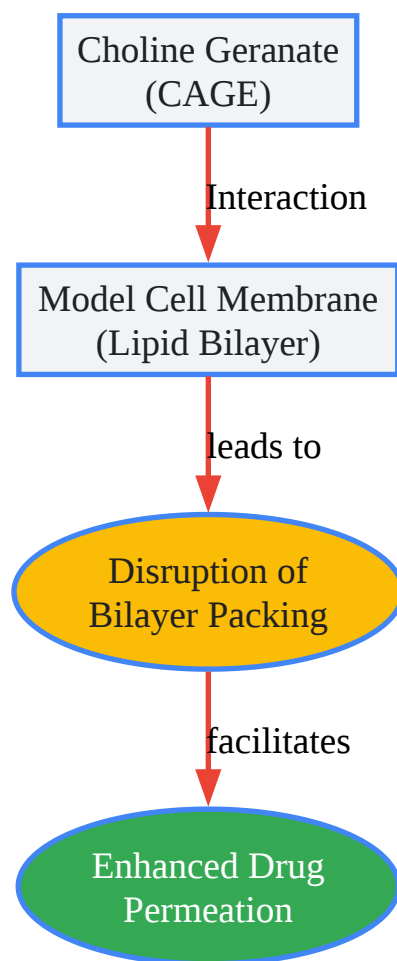 Choline Geranate
(CAGE)
Interaction
Model Cell Membrane
(Lipid Bilayer)
leads to
Disruption of
Bilayer Packing
facilitates
Enhanced Drug
Permeation